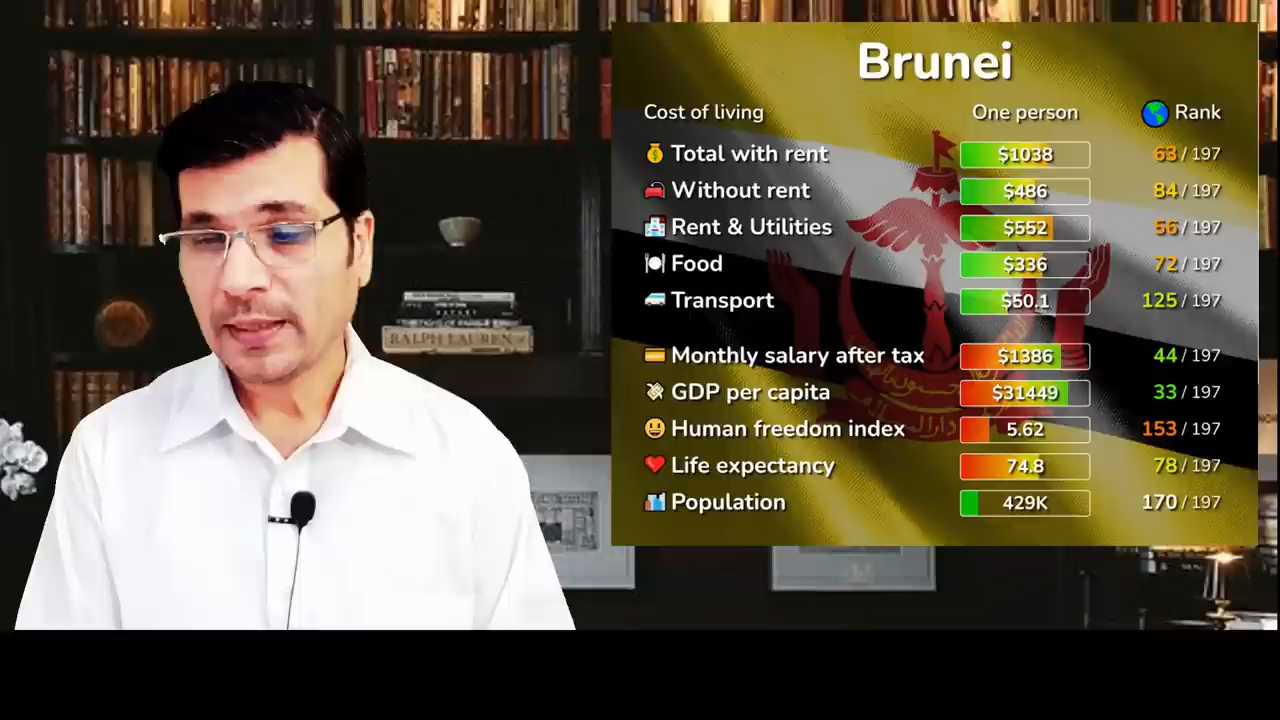 Brunei
Cost of living One person Rank
Total with rent $1038 63 / 197
Without rent $486 84 / 197
Rent & Utilities $552 56 / 197
Food $336 72 / 197
Transport $50.1 125 / 197
Monthly salary after tax $1386 44 / 197
GDP per capita $31449 33 / 197
Human freedom index 5.62 153 / 197
Life expectancy 74.8 78 / 197
Population 429K 170 / 197
RALPH LAUREN